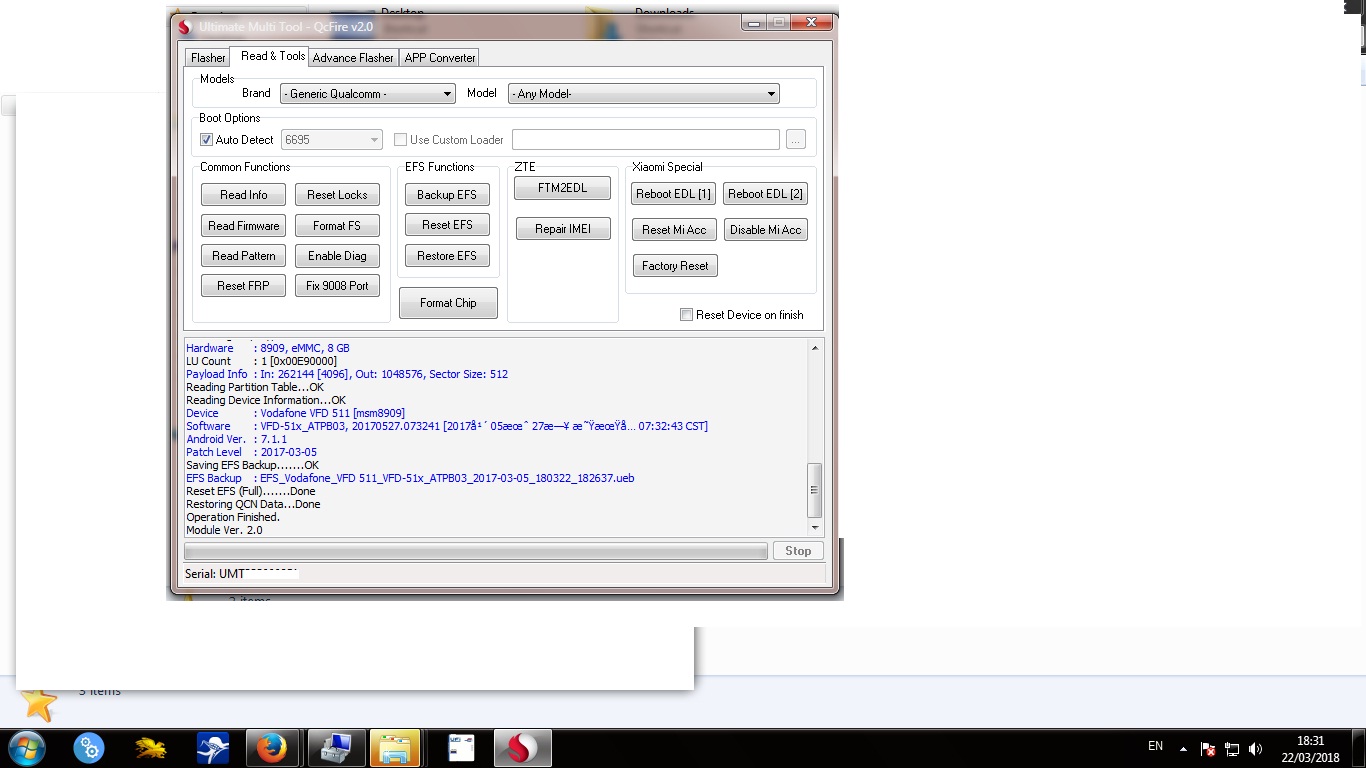 Desktop
Downloads
Ultimate Multi Tool - QcFire v2.0
Flasher Read & Tools Advance Flasher APP Converter
Models
Brand - Generic Qualcomm - Model - Any Model-
Boot Options
Auto Detect 6695 Use Custom Loader ...
Common Functions EFS Functions ZTE Xiaomi Special
Read Info Reset Locks Backup EFS FTM2EDL Reboot EDL [1] Reboot EDL [2]
Read Firmware Format FS Reset EFS Repair IMEI Reset Mi Acc Disable Mi Acc
Read Pattern Enable Diag Restore EFS Factory Reset
Reset FRP Fix 9008 Port Format Chip
Reset Device on finish
Hardware : 8909, eMMC, 8 GB
LU Count : 1 [0x00E90000]
Payload Info : In: 262144 [4096], Out: 1048576, Sector Size: 512
Reading Partition Table...OK
Reading Device Information...OK
Device : Vodafone VFD 511 [msm8909]
Software : VFD-51x_ATPB03, 20170527.073241 [2017å¹´ 05æœˆ 27æ—¥ æ˜ŸæœŸå… 07:32:43 CST]
Android Ver. : 7.1.1
Patch Level : 2017-03-05
Saving EFS Backup.......OK
EFS Backup : EFS_Vodafone_VFD 511_VFD-51x_ATPB03_2017-03-05_180322_182637.ueb
Reset EFS (Full).......Done
Restoring QCN Data...Done
Operation Finished.
Module Ver. 2.0
Stop
Serial: UMT
3 items
EN 18:31
22/03/2018